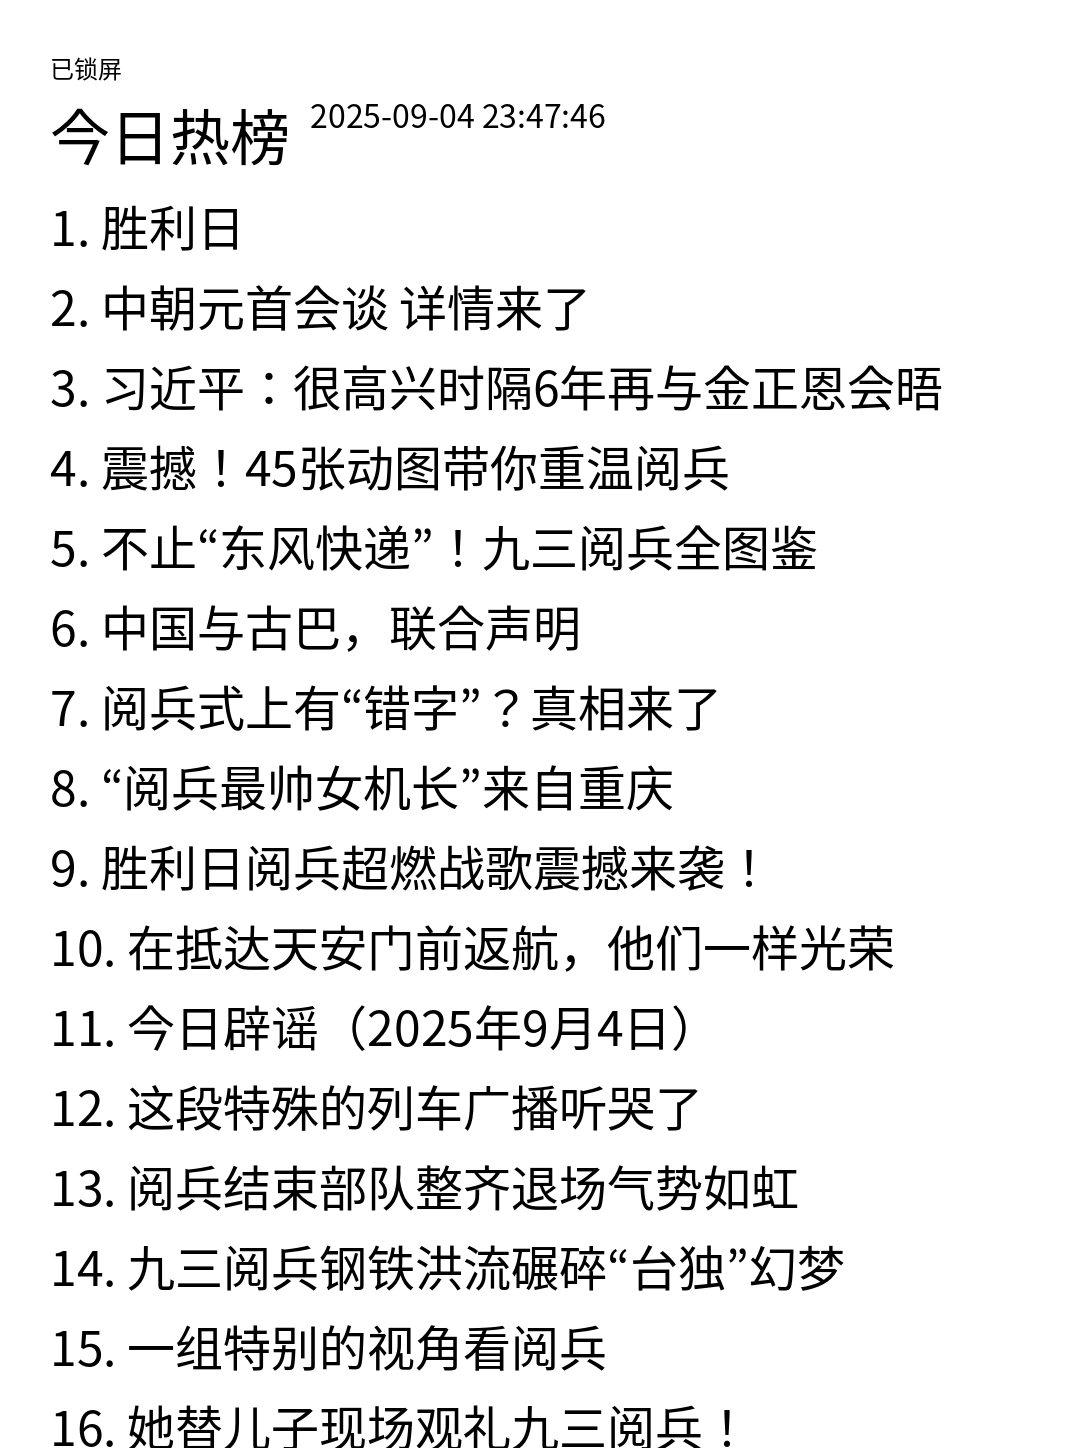 已锁屏
今日热榜 2025-09-04 23:47:46
1. 胜利日
2. 中朝元首会谈 详情来了
3. 习近平：很高兴时隔6年再与金正恩会晤
4. 震撼！45张动图带你重温阅兵
5. 不止“东风快递”！九三阅兵全图鉴
6. 中国与古巴，联合声明
7. 阅兵式上有“错字”？真相来了
8. “阅兵最帅女机长”来自重庆
9. 胜利日阅兵超燃战歌震撼来袭！
10. 在抵达天安门前返航，他们一样光荣
11. 今日辟谣（2025年9月4日）
12. 这段特殊的列车广播听哭了
13. 阅兵结束部队整齐退场气势如虹
14. 九三阅兵钢铁洪流碾碎“台独”幻梦
15. 一组特别的视角看阅兵
16. 她替儿子现场观礼九三阅兵！